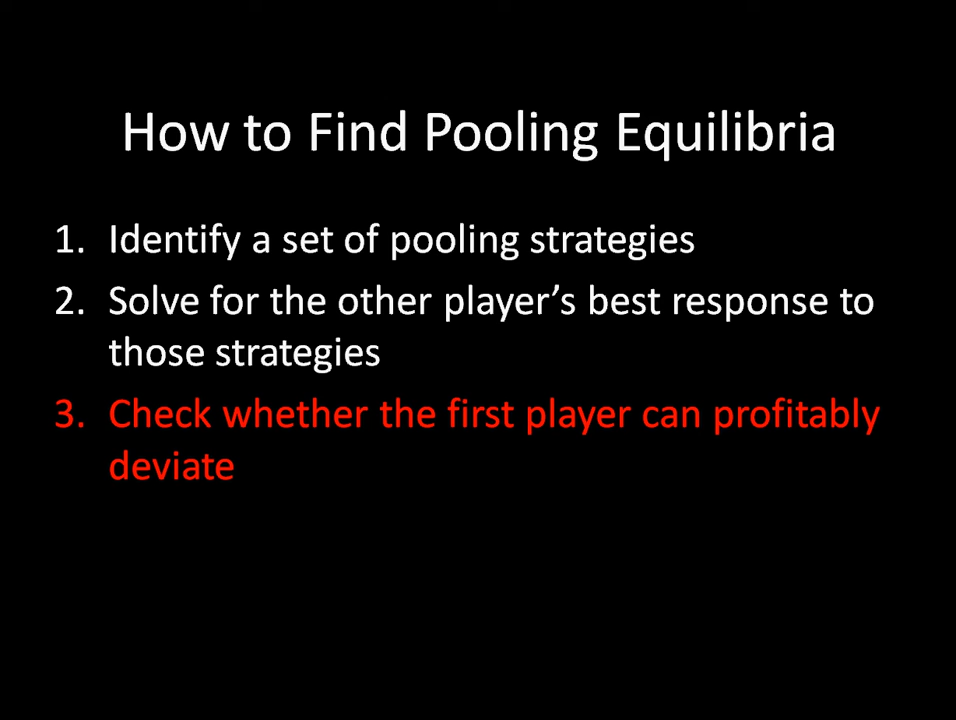 How to Find Pooling Equilibria
1. Identify a set of pooling strategies
2. Solve for the other player’s best response to
those strategies
3. Check whether the first player can profitably
deviate